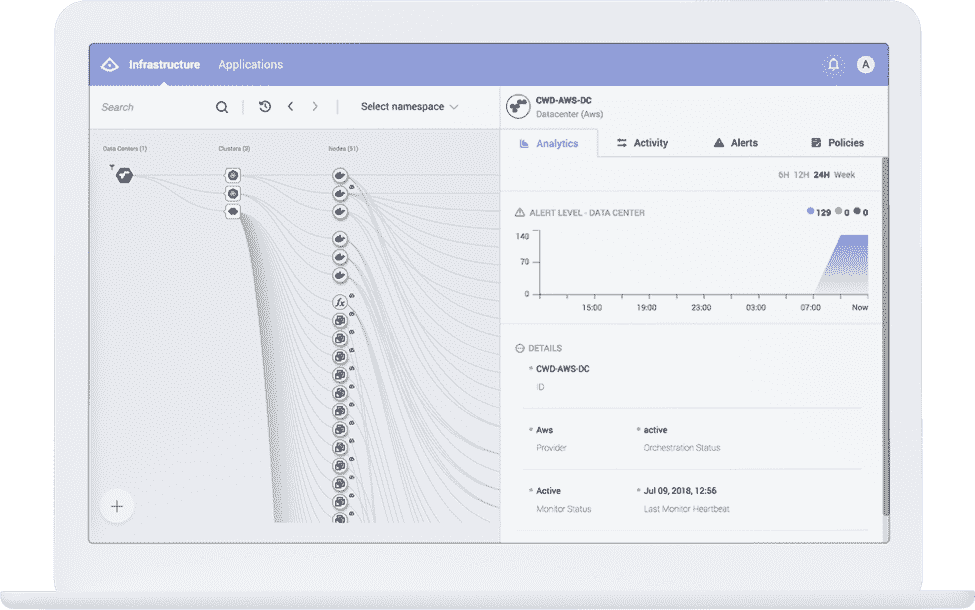 Infrastructure Applications A
Search Select namespace
Data Centers (1) Clusters (3) Nodes (51)
fx
CWD-AWS-DC
Datacenter (Aws)
Analytics Activity Alerts Policies
6H 12H 24H Week
ALERT LEVEL - DATA CENTER 129 0 0
140
70
0
15:00 19:00 23:00 03:00 07:00 Now
DETAILS
CWD-AWS-DC
ID
Aws active
Provider Orchestration Status
Active Jul 09, 2018, 12:56
Monitor Status Last Monitor Heartbeat